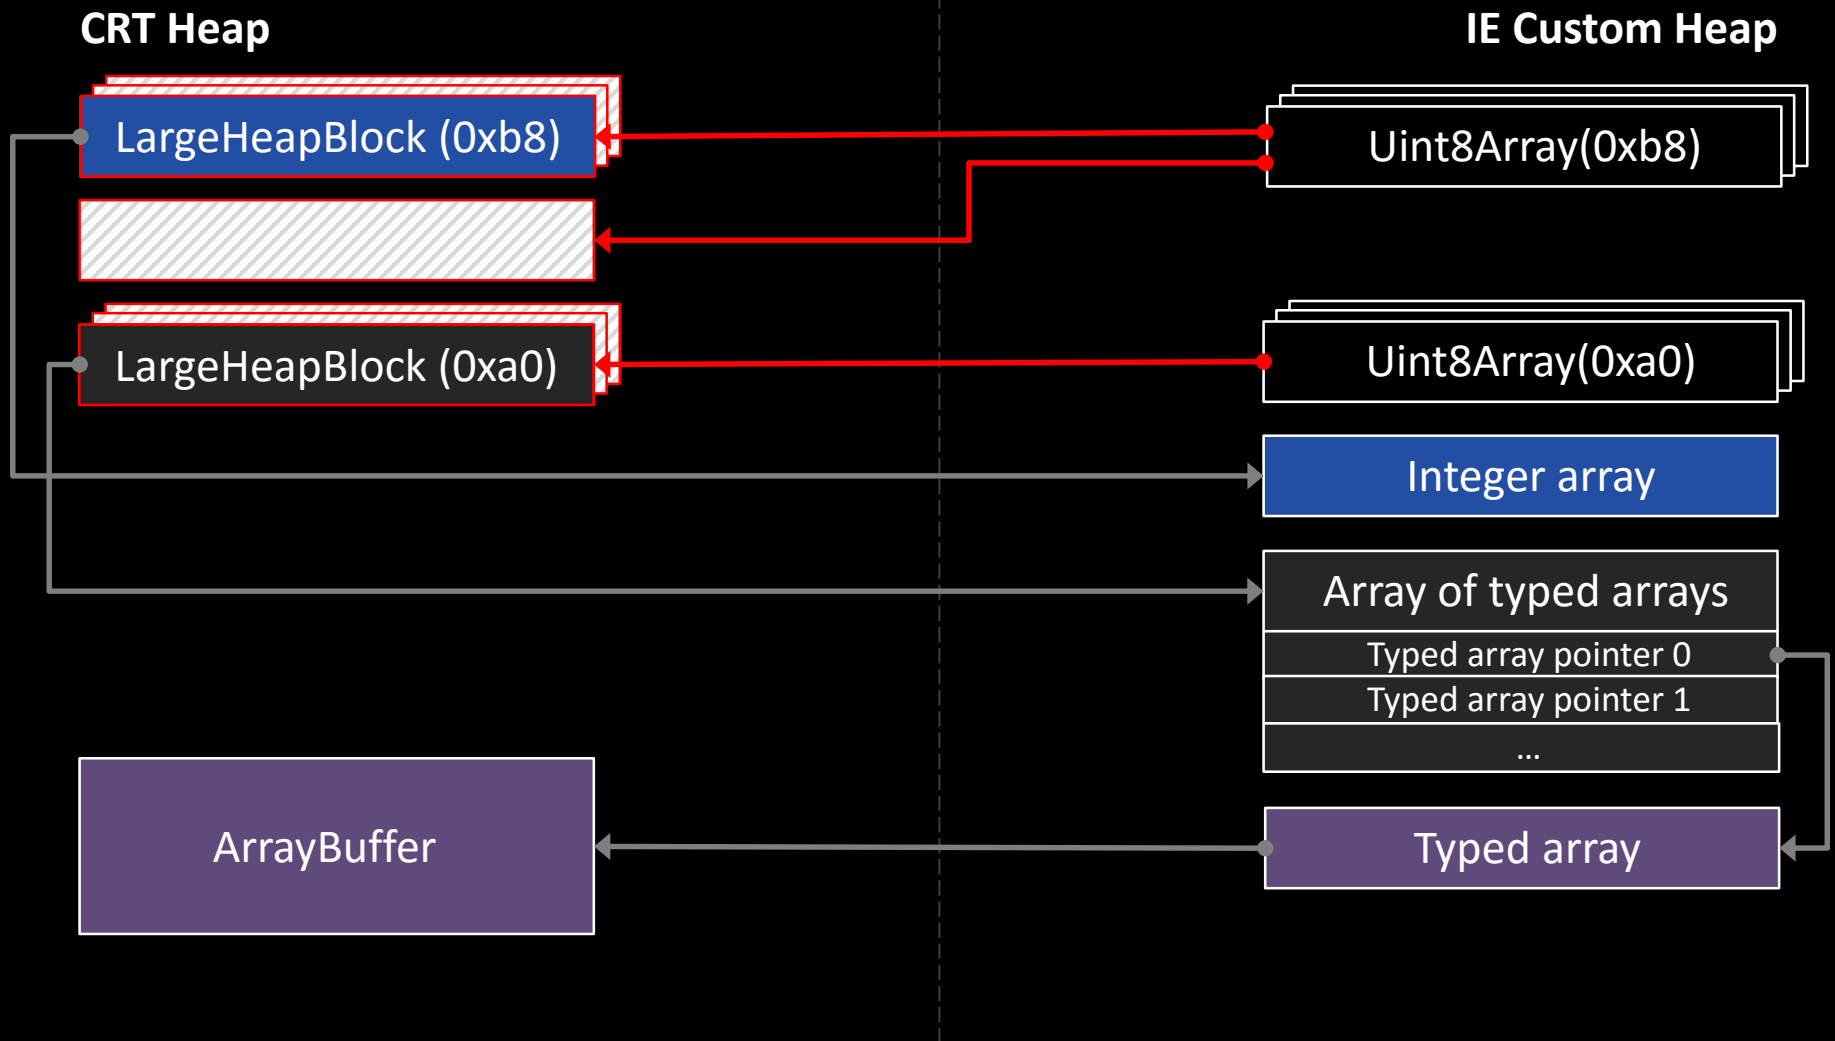 CRT Heap
IE Custom Heap
LargeHeapBlock (0xb8)
Uint8Array(0xb8)
LargeHeapBlock (0xa0)
Uint8Array(0xa0)
Integer array
Array of typed arrays
Typed array pointer 0
Typed array pointer 1
…
ArrayBuffer
Typed array